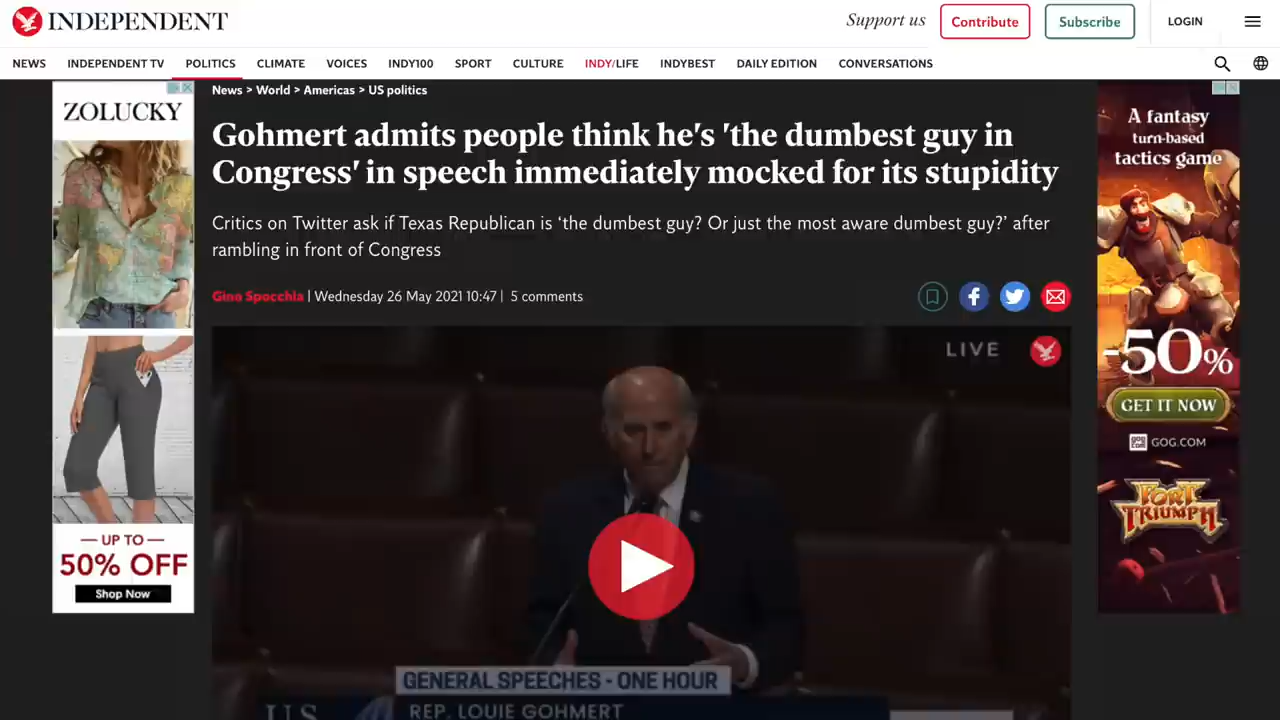 INDEPENDENT
Support us
Contribute
Subscribe
LOGIN
NEWS INDEPENDENT TV POLITICS CLIMATE VOICES INDY100 SPORT CULTURE INDY/LIFE INDYBEST DAILY EDITION CONVERSATIONS
News > World > Americas > US politics
Gohmert admits people think he's 'the dumbest guy in
Congress' in speech immediately mocked for its stupidity
Critics on Twitter ask if Texas Republican is ‘the dumbest guy? Or just the most aware dumbest guy?’ after
rambling in front of Congress
Gino Spocchia | Wednesday 26 May 2021 10:47 | 5 comments
LIVE
GENERAL SPEECHES - ONE HOUR
REP. LOUIE GOHMERT
U.S.
ZOLUCKY
— UP TO —
50% OFF
Shop Now
A fantasy
turn-based
tactics game
-50%
GET IT NOW
GOG.COM
FORT
TRIUMPH